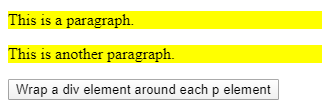 This is a paragraph.
This is another paragraph.
Wrap a div element around each p element